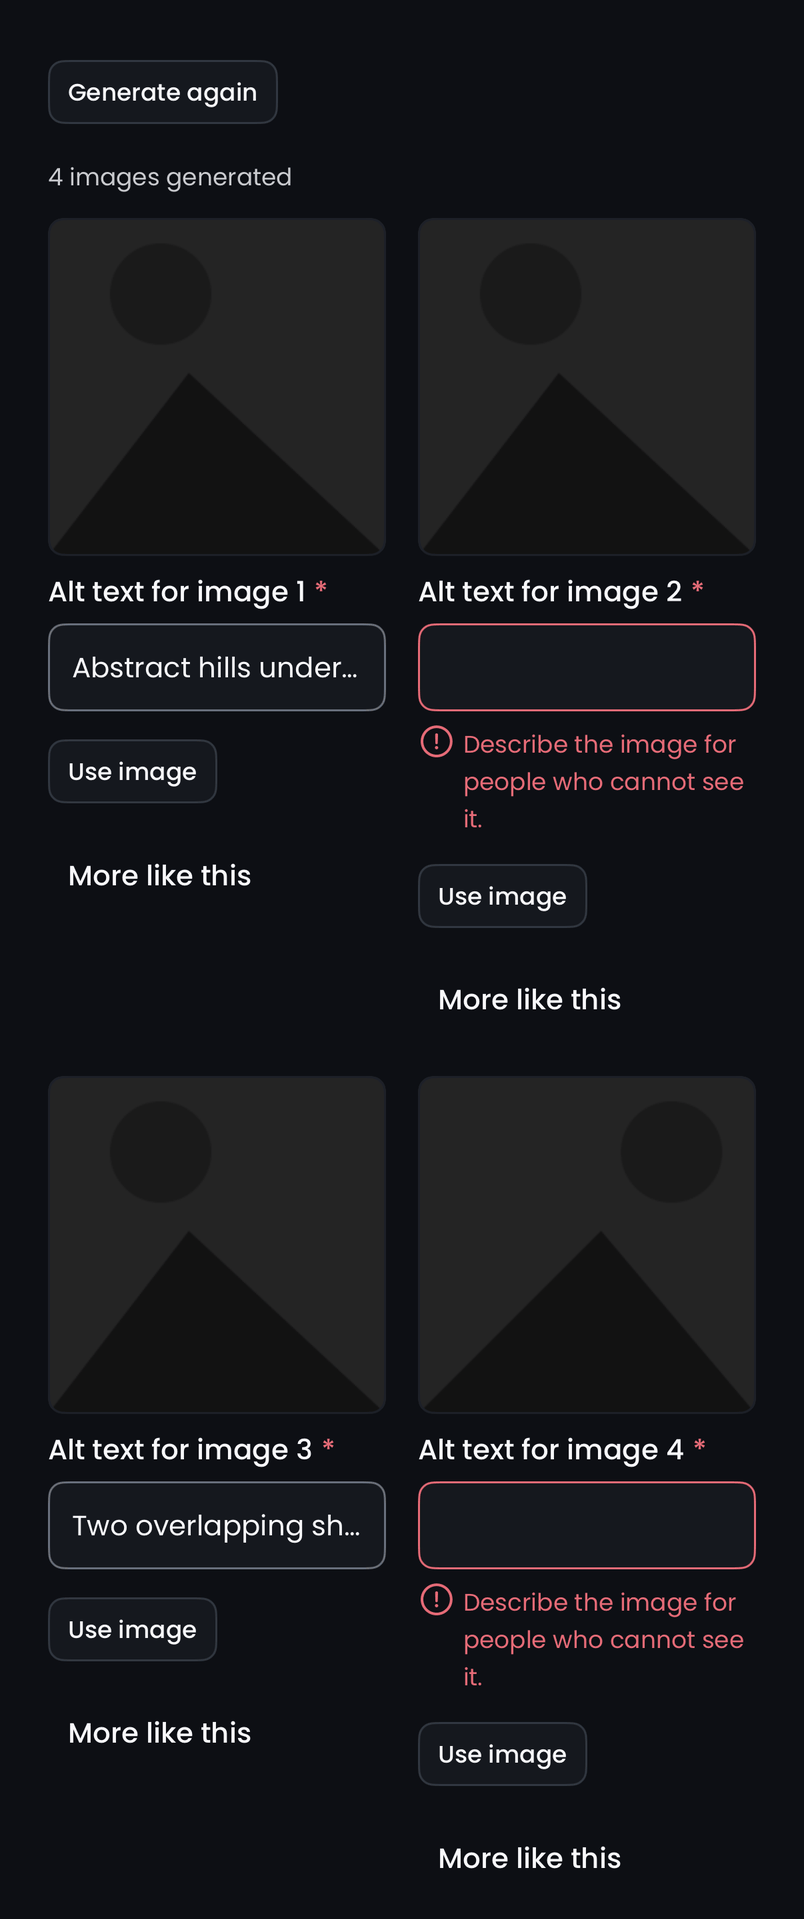 Generate again
4 images generated
Alt text for image 1 *
Abstract hills under...
Use image
More like this
Alt text for image 2 *
Describe the image for
people who cannot see
it.
Use image
More like this
Alt text for image 3 *
Two overlapping sh...
Use image
More like this
Alt text for image 4 *
Describe the image for
people who cannot see
it.
Use image
More like this